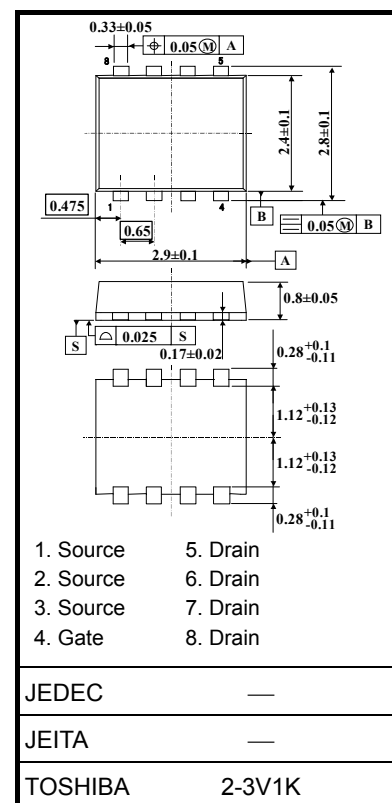 0.33±0.05
⌖ 0.05 Ⓜ A
8 5
2.4±0.1
2.8±0.1
0.475
1 4
B
0.65
0.05 Ⓜ B
2.9±0.1
A
0.8±0.05
S
0.025 S
0.17±0.02
0.28 +0.1 -0.11
1.12 +0.13 -0.12
1.12 +0.13 -0.12
0.28 +0.1 -0.11
1. Source 5. Drain
2. Source 6. Drain
3. Source 7. Drain
4. Gate 8. Drain
JEDEC —
JEITA —
TOSHIBA 2-3V1K